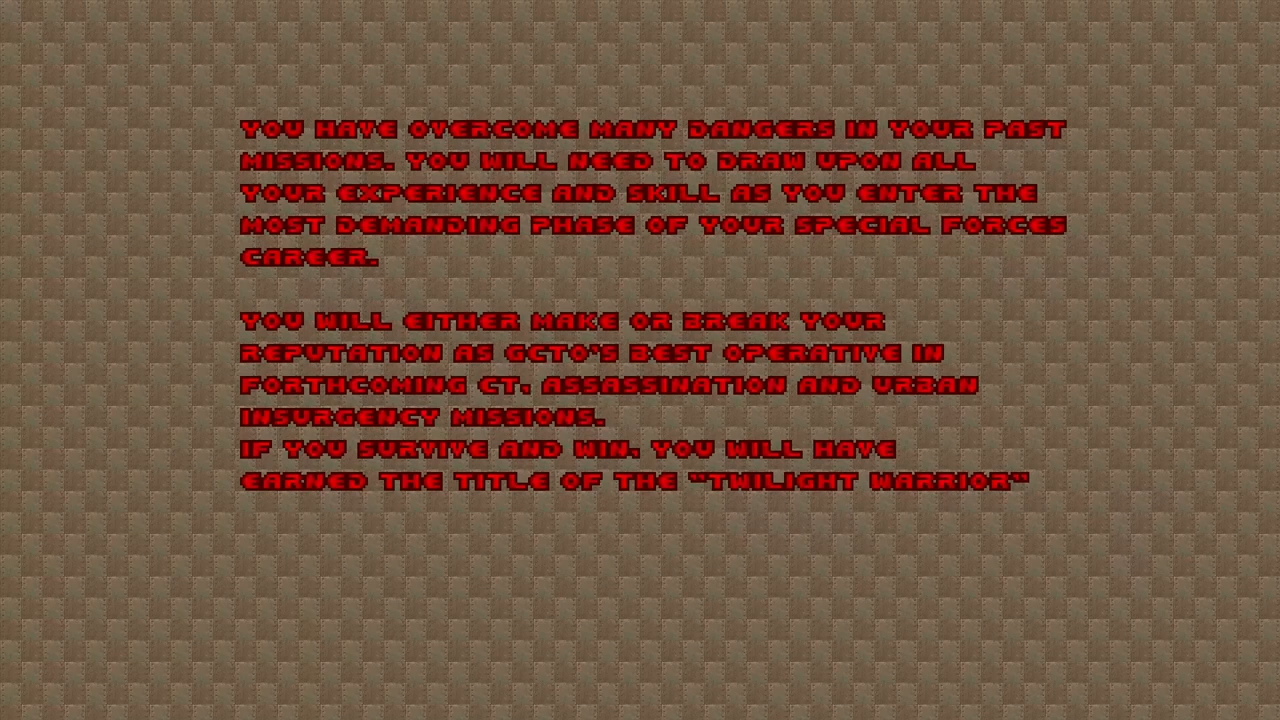 YOU HAVE OVERCOME MANY DANGERS IN YOUR PAST
MISSIONS. YOU WILL NEED TO DRAW UPON ALL
YOUR EXPERIENCE AND SKILL AS YOU ENTER THE
MOST DEMANDING PHASE OF YOUR SPECIAL FORCES
CAREER.
YOU WILL EITHER MAKE OR BREAK YOUR
REPUTATION AS GCTO'S BEST OPERATIVE IN
FORTHCOMING CT, ASSASSINATION AND URBAN
INSURGENCY MISSIONS.
IF YOU SURVIVE AND WIN, YOU WILL HAVE
EARNED THE TITLE OF THE "TWILIGHT WARRIOR"